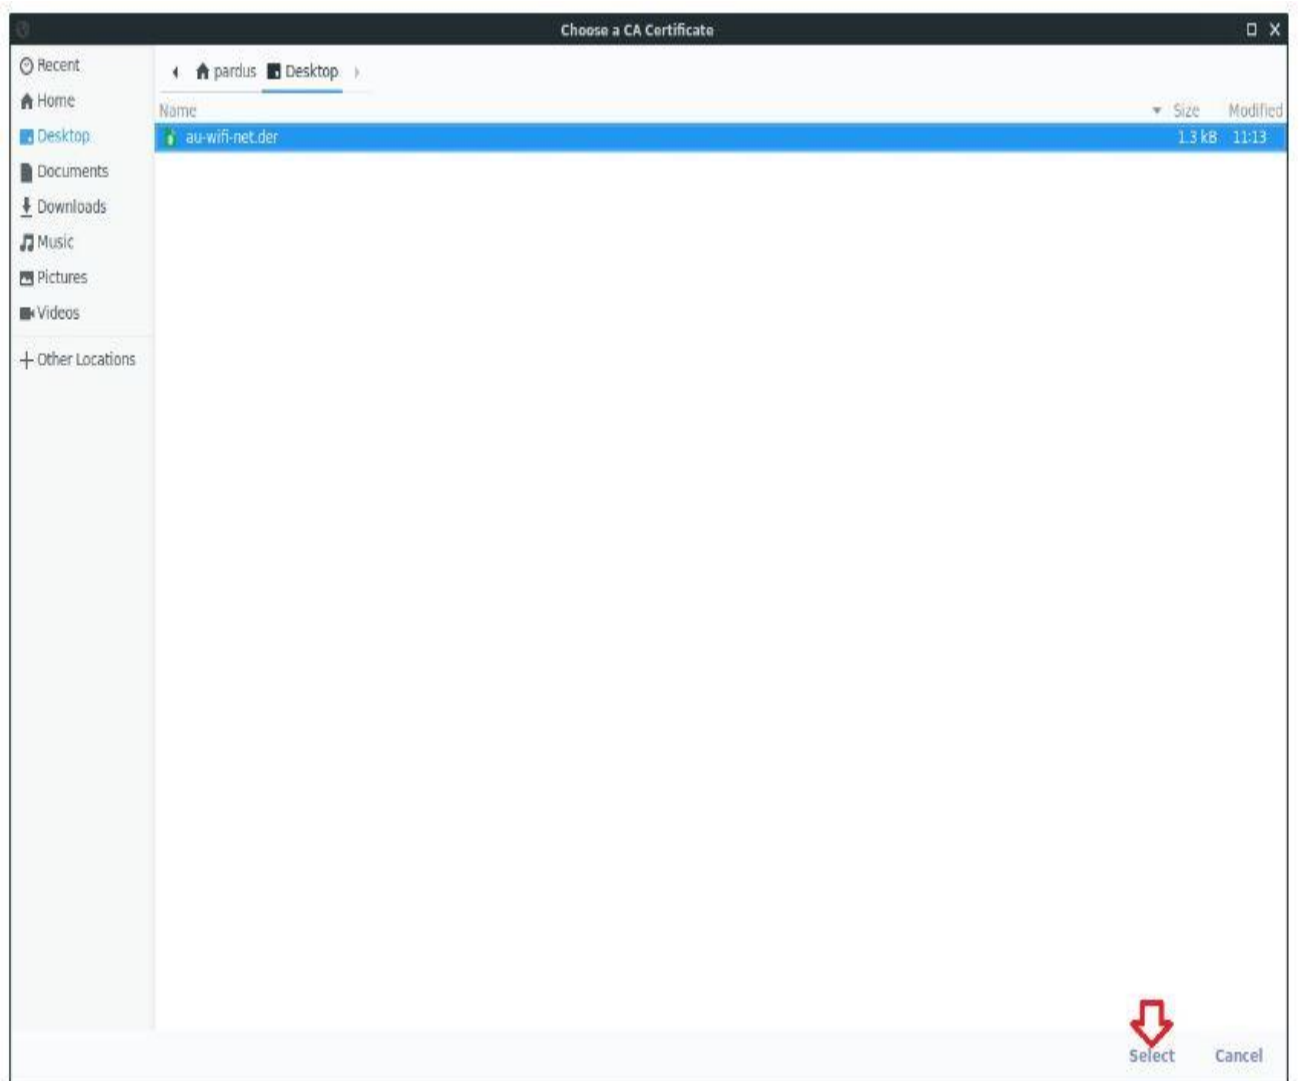 Choose a CA Certificate
Recent
pardus Desktop
Home
Name Size Modified
Desktop
au-wifi-net.der 1.3 kB 11:13
Documents
Downloads
Music
Pictures
Videos
Other Locations
Select Cancel